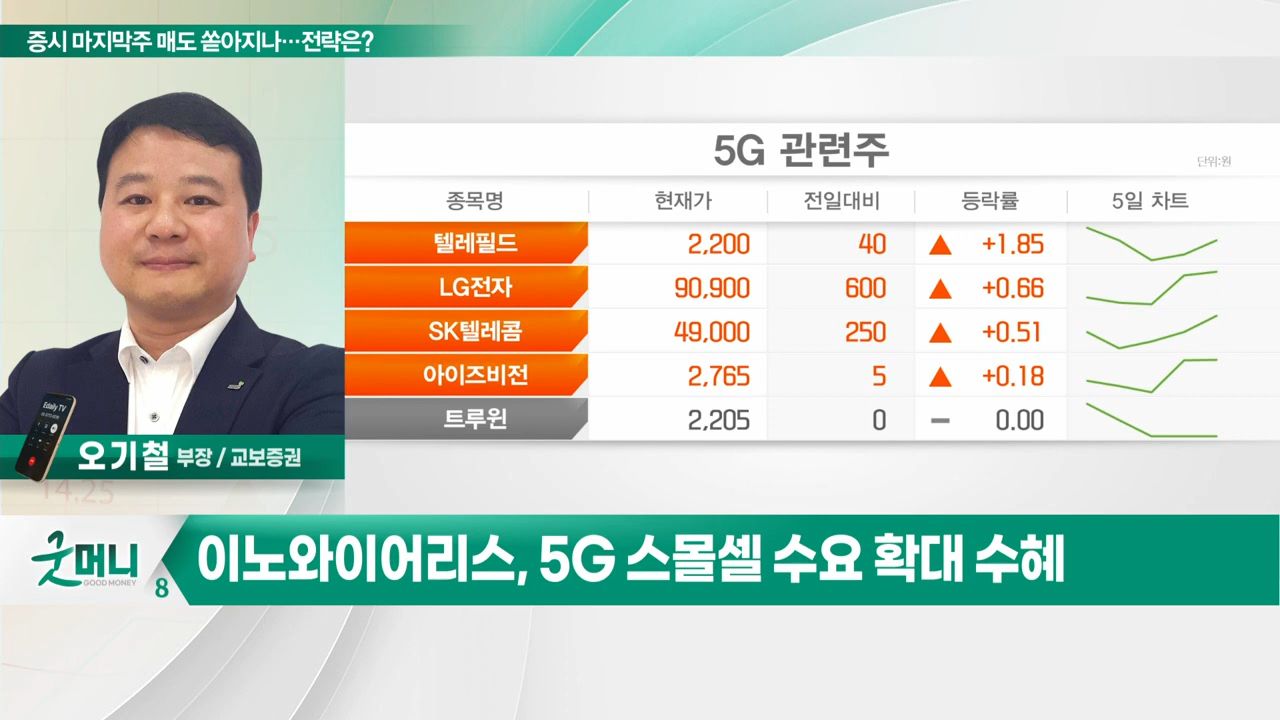 증시 마지막주 매도 쏟아지나…전략은?
5G 관련주
단위:원
종목명 현재가 전일대비 등락률 5일 차트
텔레필드 2,200 40 ▲ +1.85
LG전자 90,900 600 ▲ +0.66
SK텔레콤 49,000 250 ▲ +0.51
아이즈비전 2,765 5 ▲ +0.18
트루윈 2,205 0 – 0.00
Edaily TV
오기철 부장 / 교보증권
14.25
굿머니
GOOD MONEY
8
이노와이어리스, 5G 스몰셀 수요 확대 수혜